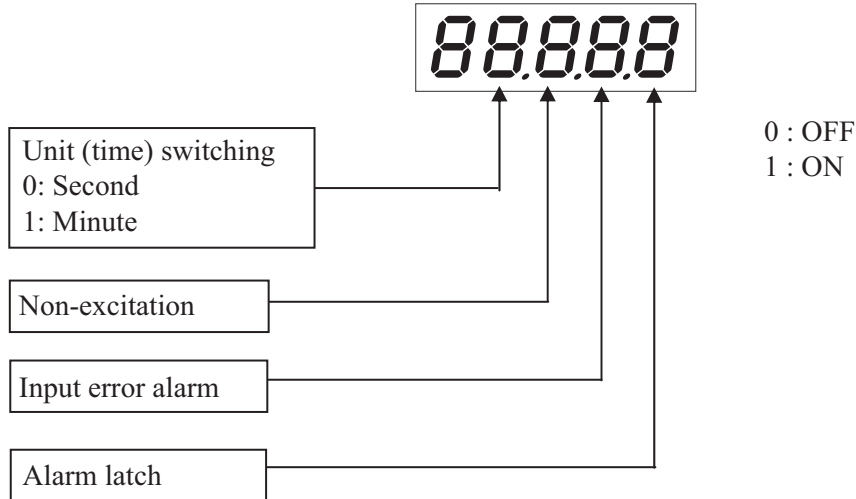 88.8.8.8
Unit (time) switching
0: Second
1: Minute
0 : OFF
1 : ON
Non-excitation
Input error alarm
Alarm latch